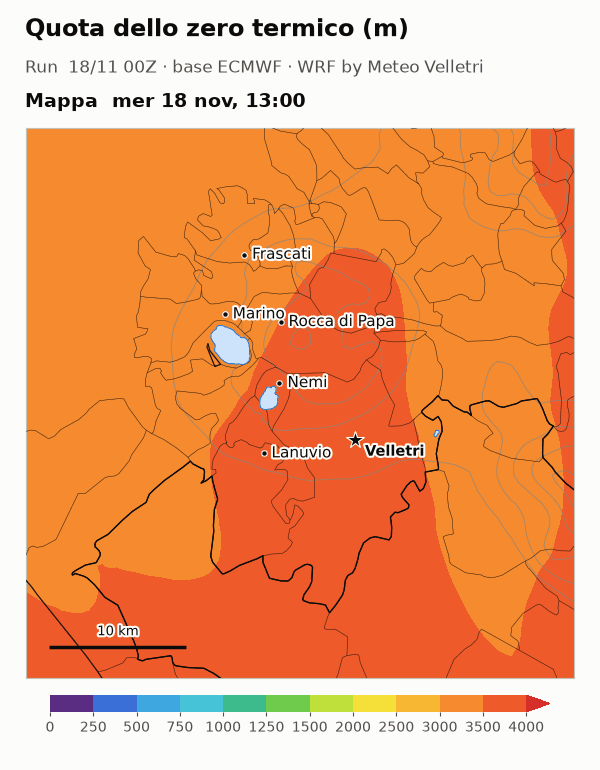 Quota dello zero termico (m)
Run  18/11 00Z · base ECMWF · WRF by Meteo Velletri
Mappa  mer 18 nov, 13:00
Frascati
Marino
Rocca di Papa
Nemi
Velletri
Lanuvio
10 km
0 250 500 750 1000 1250 1500 2000 2500 3000 3500 4000